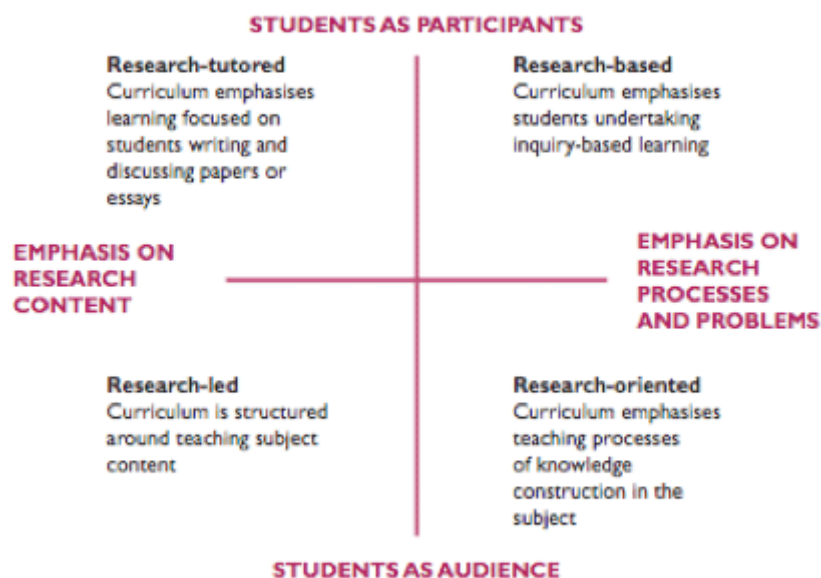 STUDENTS AS PARTICIPANTS
Research-tutored
Curriculum emphasises
learning focused on
students writing and
discussing papers or
essays
Research-based
Curriculum emphasises
students undertaking
inquiry-based learning
EMPHASIS ON
RESEARCH
CONTENT
EMPHASIS ON
RESEARCH
PROCESSES
AND PROBLEMS
Research-led
Curriculum is structured
around teaching subject
content
Research-oriented
Curriculum emphasises
teaching processes
of knowledge
construction in the
subject
STUDENTS AS AUDIENCE